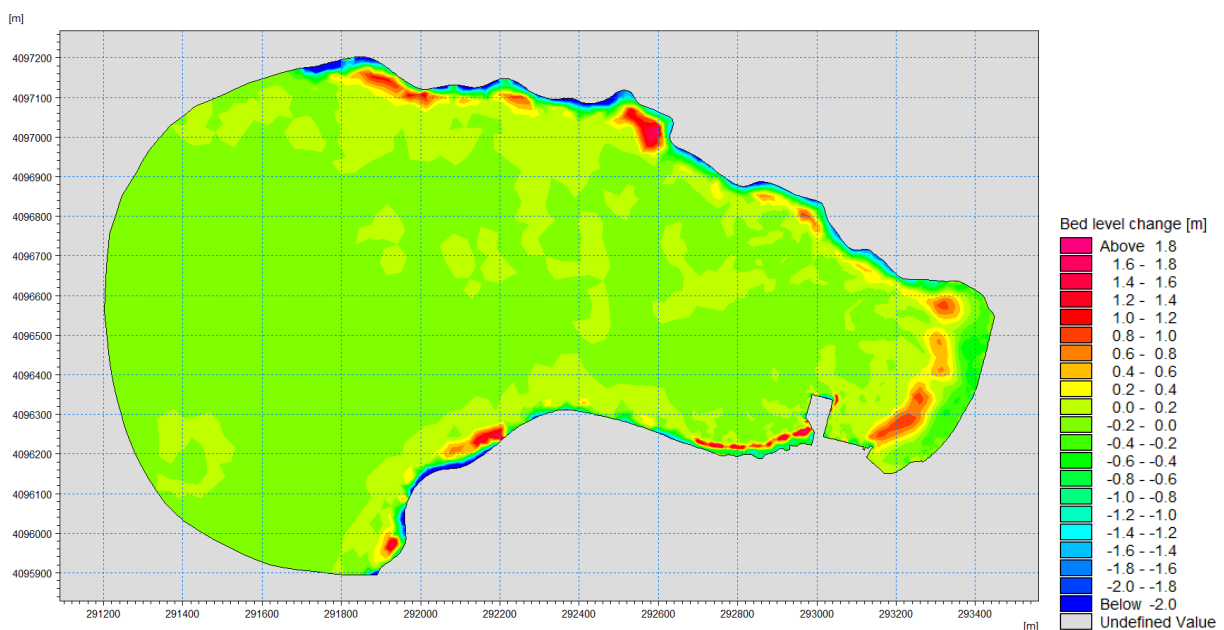 [m]
4097200
4097100
4097000
4096900
4096800
4096700
4096600
4096500
4096400
4096300
4096200
4096100
4096000
4095900
291200 291400 291600 291800 292000 292200 292400 292600 292800 293000 293200 293400
[m]
Bed level change [m]
Above 1.8
1.6 - 1.8
1.4 - 1.6
1.2 - 1.4
1.0 - 1.2
0.8 - 1.0
0.6 - 0.8
0.4 - 0.6
0.2 - 0.4
0.0 - 0.2
-0.2 - 0.0
-0.4 - -0.2
-0.6 - -0.4
-0.8 - -0.6
-1.0 - -0.8
-1.2 - -1.0
-1.4 - -1.2
-1.6 - -1.4
-1.8 - -1.6
-2.0 - -1.8
Below -2.0
Undefined Value